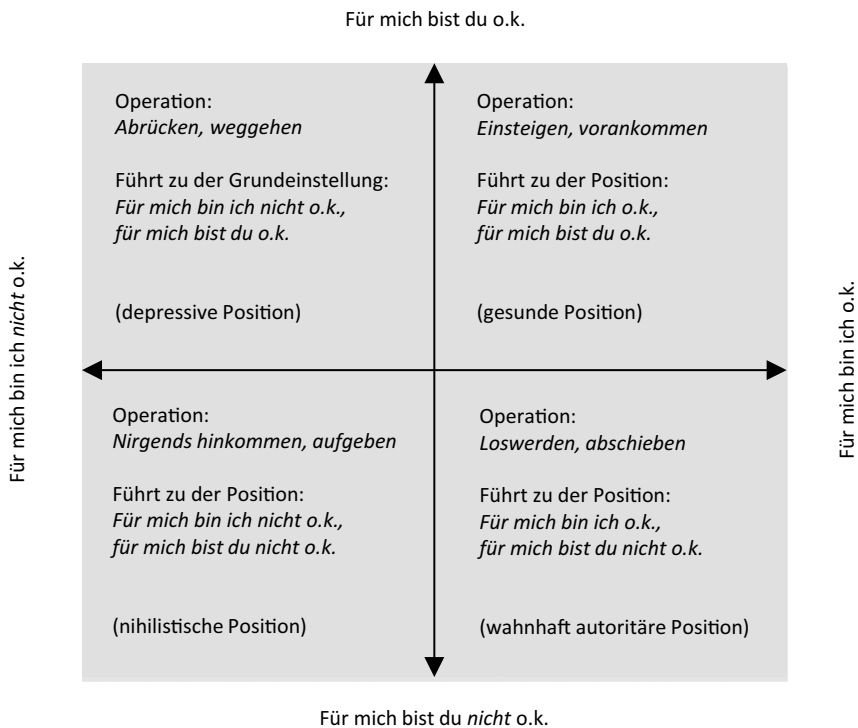 Für mich bist du o.k.
Für mich bin ich nicht o.k.
Operation:
Abrücken, weggehen
Führt zu der Grundeinstellung:
Für mich bin ich nicht o.k.,
für mich bist du o.k.
(depressive Position)
Operation:
Einsteigen, vorankommen
Führt zu der Position:
Für mich bin ich o.k.,
für mich bist du o.k.
(gesunde Position)
Operation:
Nirgends hinkommen, aufgeben
Führt zu der Position:
Für mich bin ich nicht o.k.,
für mich bist du nicht o.k.
(nihilistische Position)
Operation:
Loswerden, abschieben
Führt zu der Position:
Für mich bin ich o.k.,
für mich bist du nicht o.k.
(wahnhaft autoritäre Position)
Für mich bin ich o.k.
Für mich bist du nicht o.k.